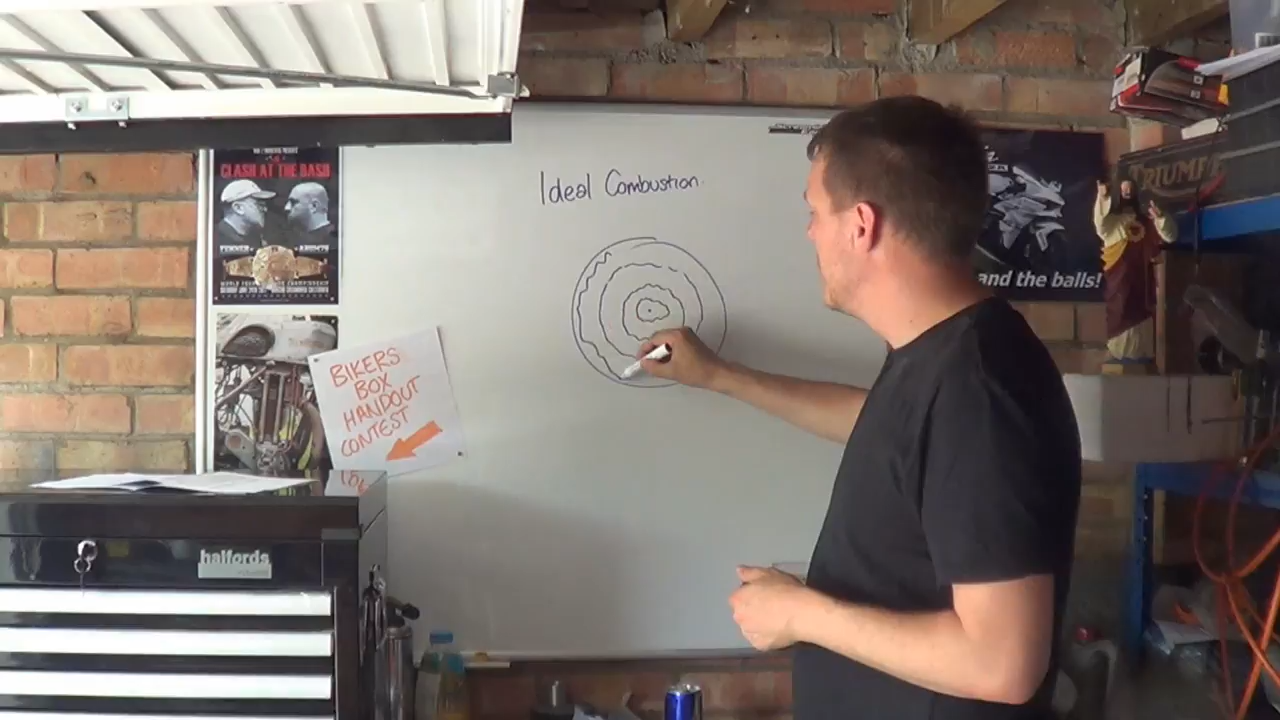 Ideal Combustion.
CLASH AT THE BASH
BIKERS
BOX
HANDOUT
CONTEST
halfords
TRIUMPH
and the balls!